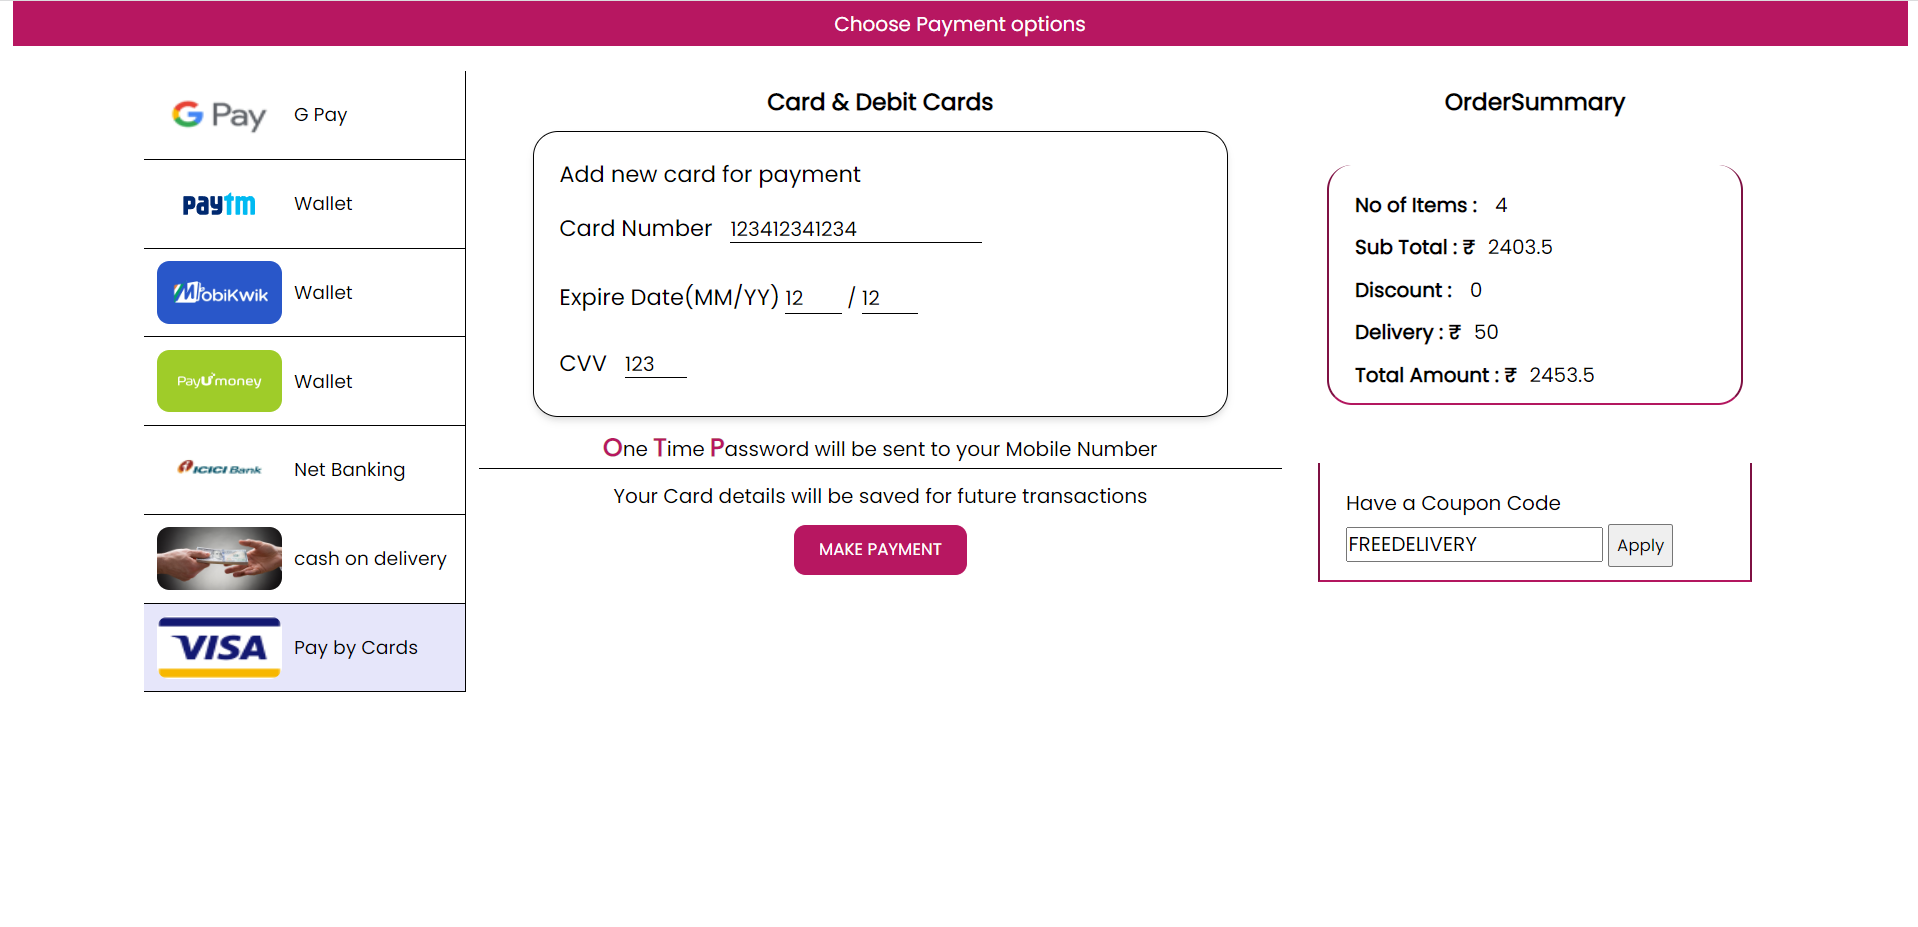 Choose Payment options
G Pay G Pay
paytm Wallet
MobiKwik Wallet
PayUmoney Wallet
ICICI Bank Net Banking
cash on delivery
VISA Pay by Cards
Card & Debit Cards
Add new card for payment
Card Number 123412341234
Expire Date(MM/YY) 12 / 12
CVV 123
One Time Password will be sent to your Mobile Number
Your Card details will be saved for future transactions
MAKE PAYMENT
OrderSummary
No of Items : 4
Sub Total : ₹ 2403.5
Discount : 0
Delivery : ₹ 50
Total Amount : ₹ 2453.5
Have a Coupon Code
FREEDELIVERY Apply